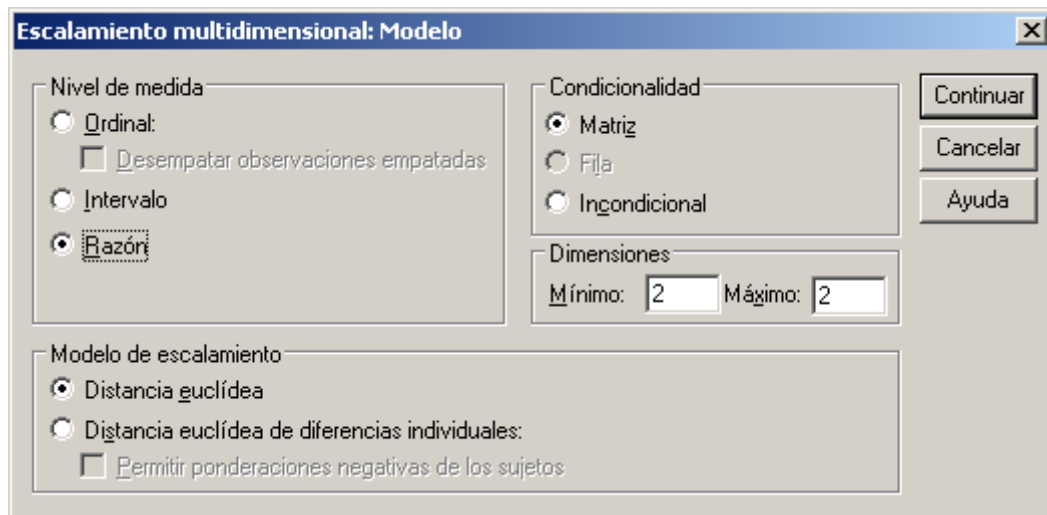 Escalamiento multidimensional: Modelo
Nivel de medida
Ordinal:
Desempatar observaciones empatadas
Intervalo
Razón
Condicionalidad
Matriz
Fila
Incondicional
Dimensiones
Mínimo: 2 Máximo: 2
Modelo de escalamiento
Distancia euclídea
Distancia euclídea de diferencias individuales:
Permitir ponderaciones negativas de los sujetos
Continuar
Cancelar
Ayuda